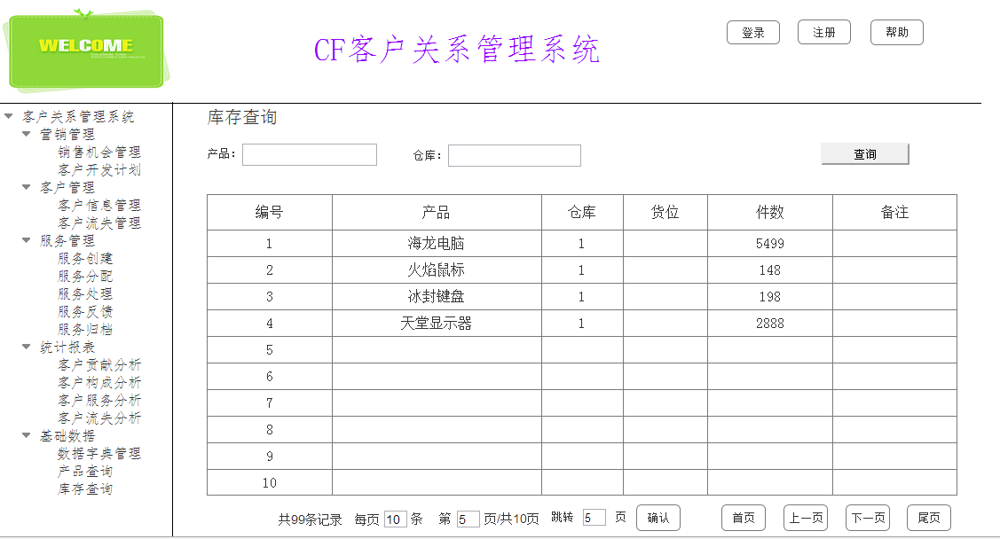 WELCOME
CF客户关系管理系统
登录 注册 帮助
客户关系管理系统
营销管理
销售机会管理
客户开发计划
客户管理
客户信息管理
客户流失管理
服务管理
服务创建
服务分配
服务处理
服务反馈
服务归档
统计报表
客户贡献分析
客户构成分析
客户服务分析
客户流失分析
基础数据
数据字典管理
产品查询
库存查询
库存查询
产品： 仓库： 查询
编号 产品 仓库 货位 件数 备注
1 海龙电脑 1 5499
2 火焰鼠标 1 148
3 冰封键盘 1 198
4 天堂显示器 1 2888
5
6
7
8
9
10
共99条记录 每页 10 条 第 5 页/共10页 跳转 5 页 确认 首页 上一页 下一页 尾页